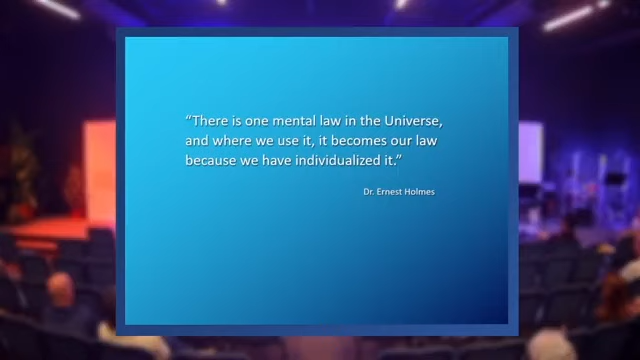 “There is one mental law in the Universe,
and where we use it, it becomes our law
because we have individualized it.”
Dr. Ernest Holmes